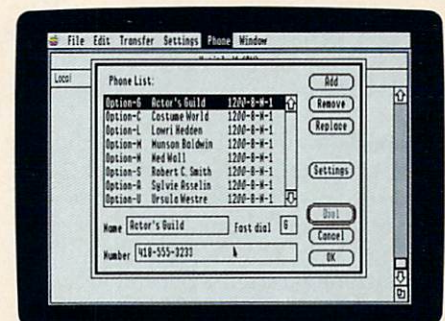 File Edit Transfer Settings Phone Window
Local
Phone List:
Option-G Actor's Guild 1200-8-N-1
Option-C Costume World 1200-8-N-1
Option-L Lowri Hedden 1200-8-N-1
Option-M Munson Baldwin 1200-8-N-1
Option-N Ned Wall 1200-8-N-1
Option-S Robert C. Smith 1200-8-N-1
Option-A Sylvie Asselin 1200-8-N-1
Option-U Ursula Westre 1200-8-N-1
Add
Remove
Replace
Settings
Dial
Cancel
OK
Name Actor's Guild Fast dial G
Number 418-555-3233